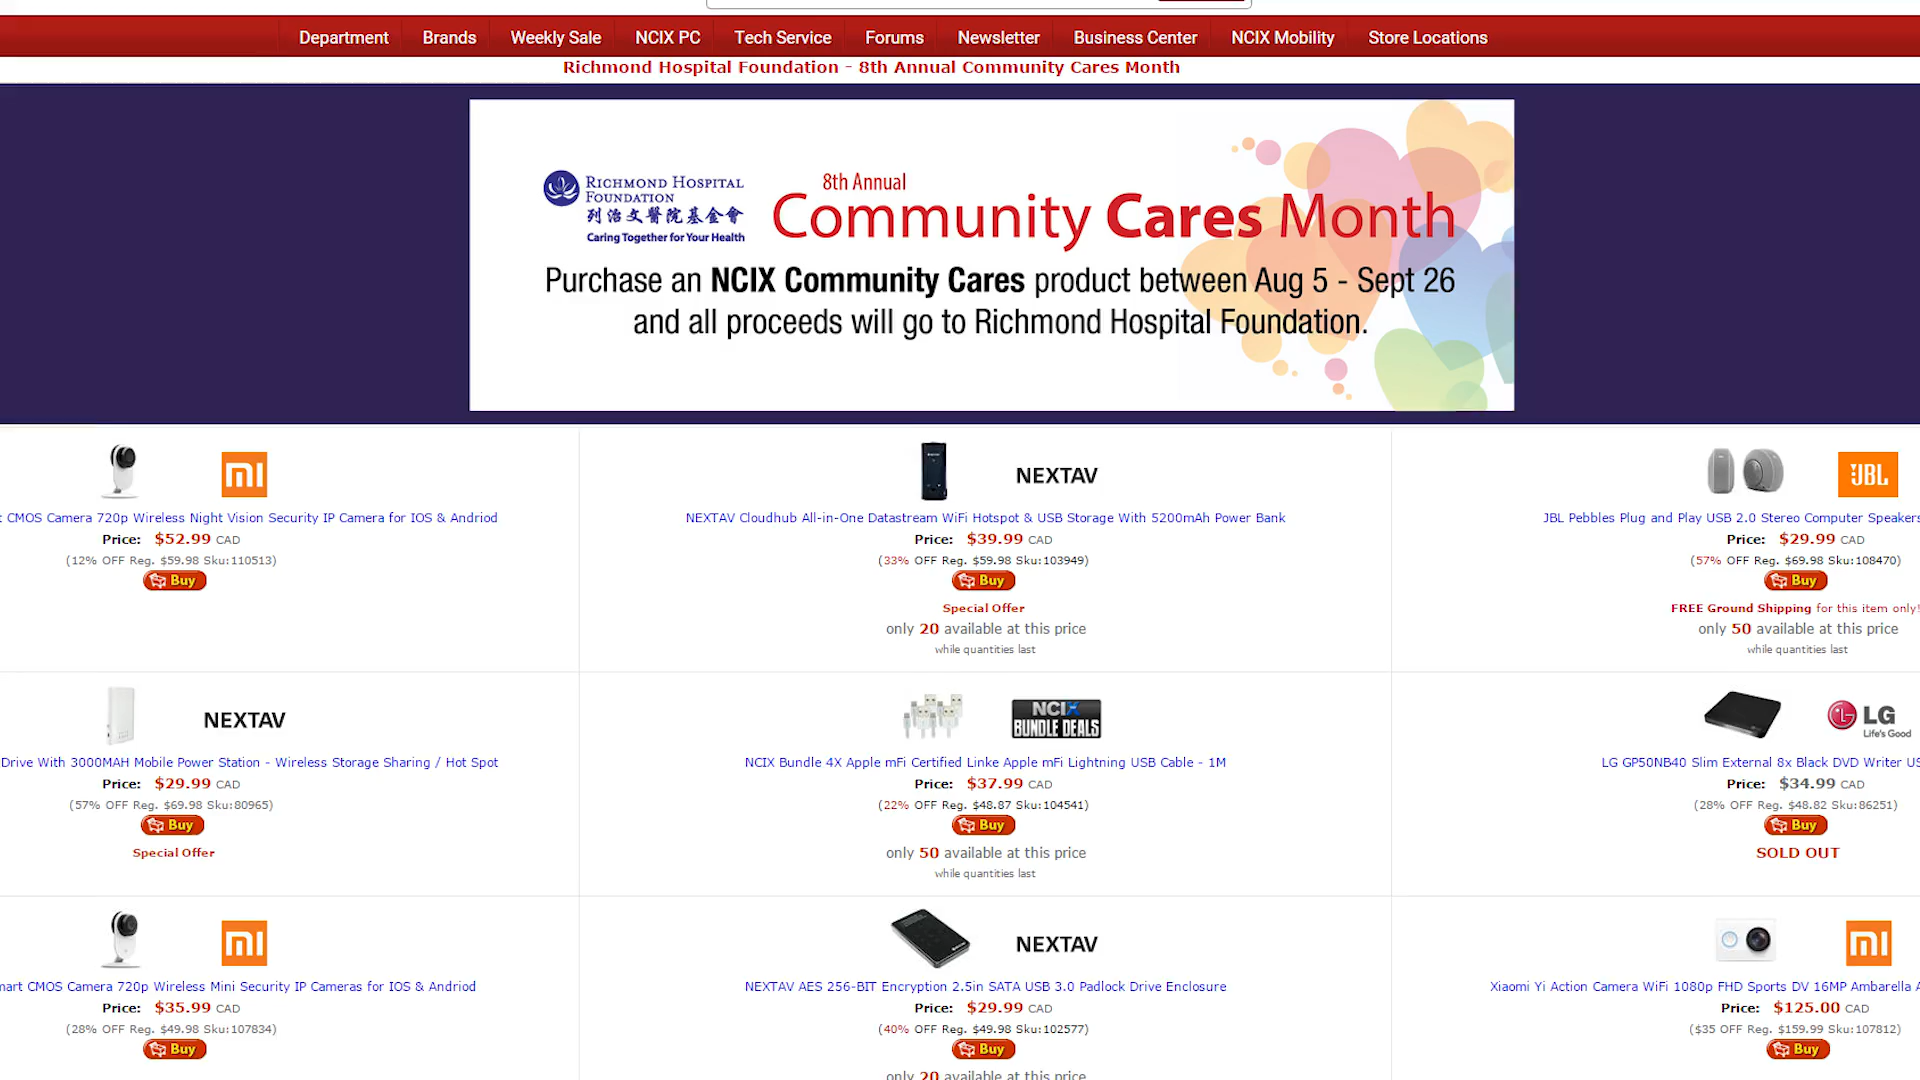 Department Brands Weekly Sale NCIX PC Tech Service Forums Newsletter Business Center NCIX Mobility Store Locations
Richmond Hospital Foundation - 8th Annual Community Cares Month
RICHMOND HOSPITAL
FOUNDATION
列治文醫院基金會
Caring Together for Your Health
8th Annual
Community Cares Month
Purchase an NCIX Community Cares product between Aug 5 - Sept 26
and all proceeds will go to Richmond Hospital Foundation.
mi
CMOS Camera 720p Wireless Night Vision Security IP Camera for IOS & Andriod
Price: $52.99 CAD
(12% OFF Reg. $59.98 Sku:110513)
Buy
NEXTAV
NEXTAV Cloudhub All-in-One Datastream WiFi Hotspot & USB Storage With 5200mAh Power Bank
Price: $39.99 CAD
(33% OFF Reg. $59.98 Sku:103949)
Buy
Special Offer
only 20 available at this price
while quantities last
JBL
JBL Pebbles Plug and Play USB 2.0 Stereo Computer Speakers
Price: $29.99 CAD
(57% OFF Reg. $69.98 Sku:108470)
Buy
FREE Ground Shipping for this item only!
only 50 available at this price
while quantities last
NEXTAV
Drive With 3000MAH Mobile Power Station - Wireless Storage Sharing / Hot Spot
Price: $29.99 CAD
(57% OFF Reg. $69.98 Sku:80965)
Buy
Special Offer
NCIX
BUNDLE DEALS
NCIX Bundle 4X Apple mFi Certified Linke Apple mFi Lightning USB Cable - 1M
Price: $37.99 CAD
(22% OFF Reg. $48.87 Sku:104541)
Buy
only 50 available at this price
while quantities last
LG
Life's Good
LG GP50NB40 Slim External 8x Black DVD Writer US
Price: $34.99 CAD
(28% OFF Reg. $48.82 Sku:86251)
Buy
SOLD OUT
mi
mart CMOS Camera 720p Wireless Mini Security IP Cameras for IOS & Andriod
Price: $35.99 CAD
(28% OFF Reg. $49.98 Sku:107834)
Buy
NEXTAV
NEXTAV AES 256-BIT Encryption 2.5in SATA USB 3.0 Padlock Drive Enclosure
Price: $29.99 CAD
(40% OFF Reg. $49.98 Sku:102577)
Buy
only 20 available at this price
mi
Xiaomi Yi Action Camera WiFi 1080p FHD Sports DV 16MP Ambarella
Price: $125.00 CAD
($35 OFF Reg. $159.99 Sku:107812)
Buy